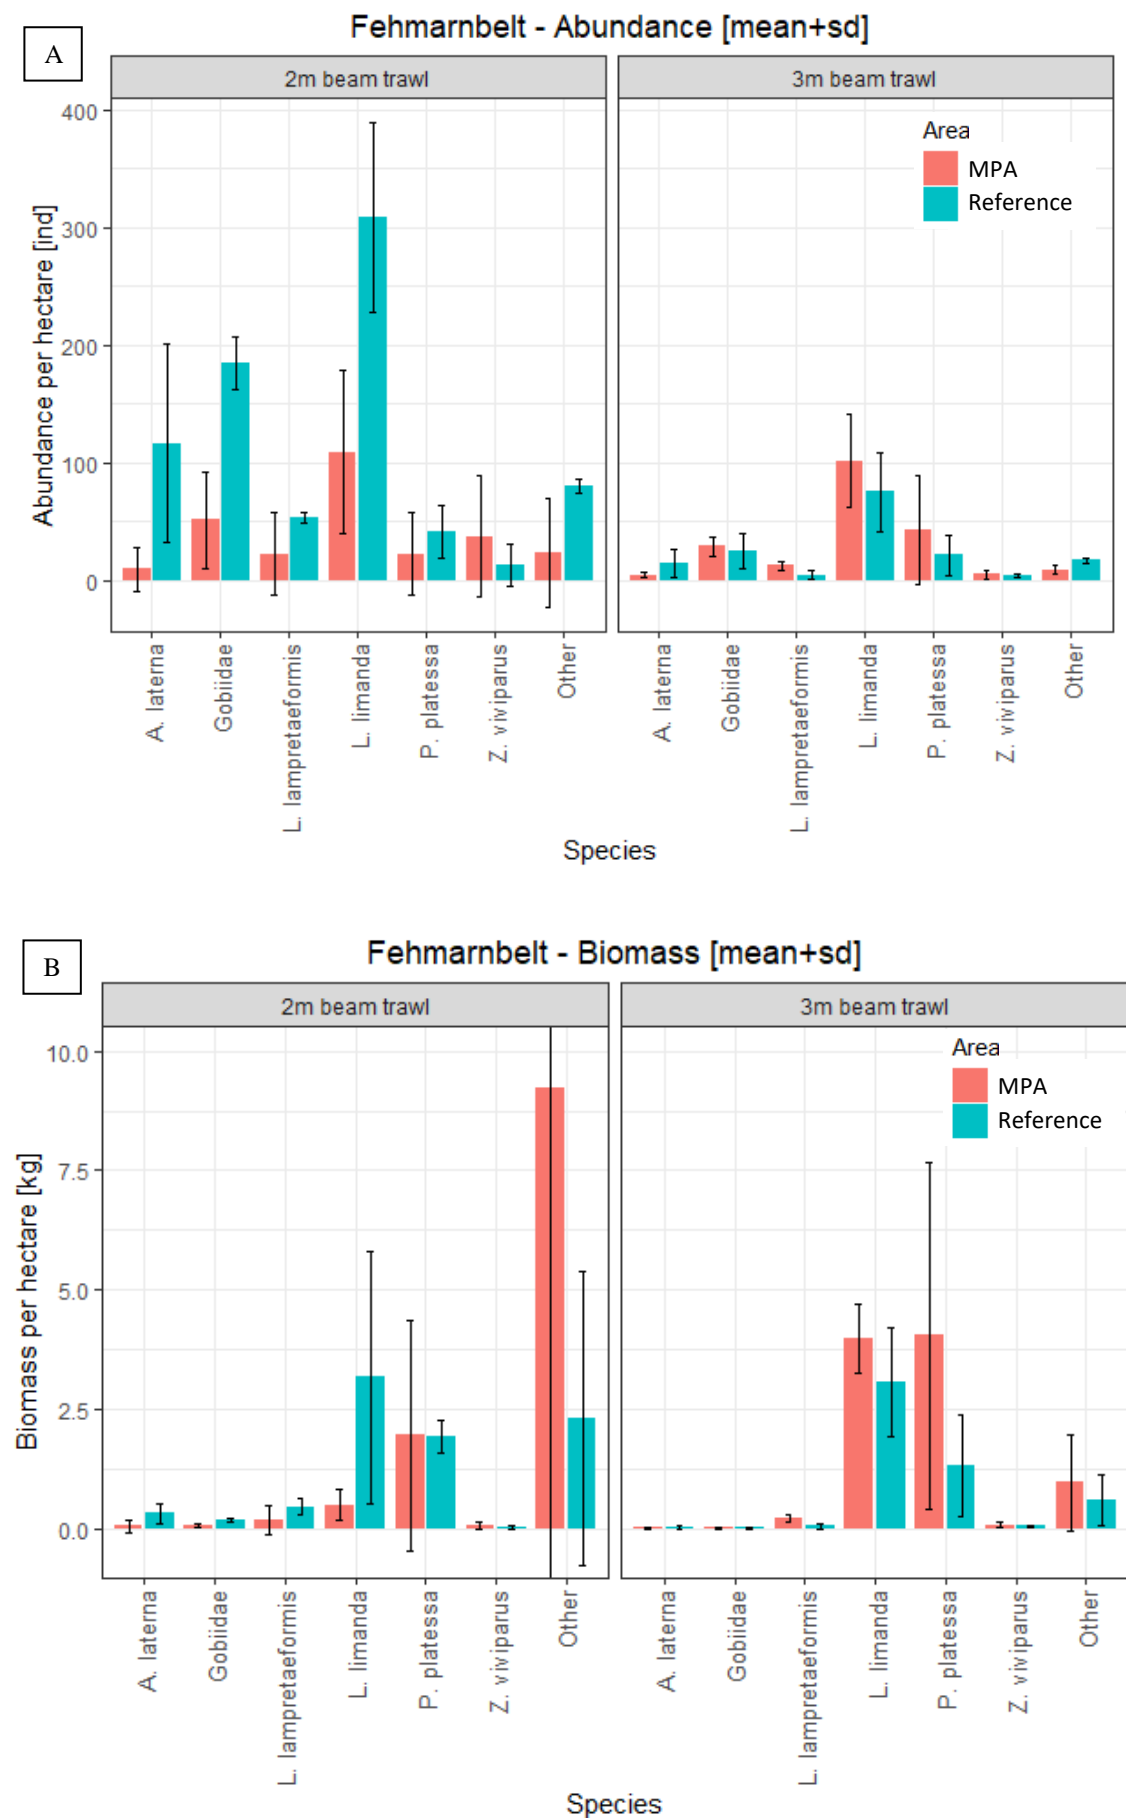 A
Fehmarnbelt - Abundance [mean+sd]
2m beam trawl
3m beam trawl
Area
MPA
Reference
Abundance per hectare [ind]
400
300
200
100
0
A. laterna
Gobiidae
L. lampretaeformis
L. limanda
P. platessa
Z. viviparus
Other
A. laterna
Gobiidae
L. lampretaeformis
L. limanda
P. platessa
Z. viviparus
Other
Species
B
Fehmarnbelt - Biomass [mean+sd]
2m beam trawl
3m beam trawl
Area
MPA
Reference
Biomass per hectare [kg]
10.0
7.5
5.0
2.5
0.0
A. laterna
Gobiidae
L. lampretaeformis
L. limanda
P. platessa
Z. viviparus
Other
A. laterna
Gobiidae
L. lampretaeformis
L. limanda
P. platessa
Z. viviparus
Other
Species